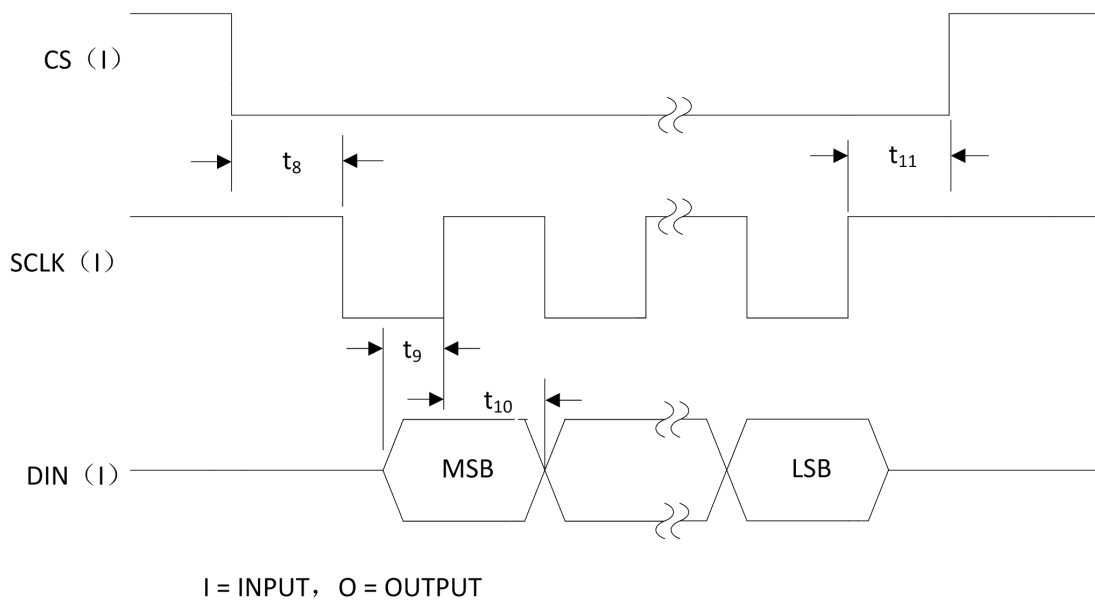 CS（I）
t8
t11
SCLK（I）
t9
t10
DIN（I）
MSB
LSB
I = INPUT，O = OUTPUT